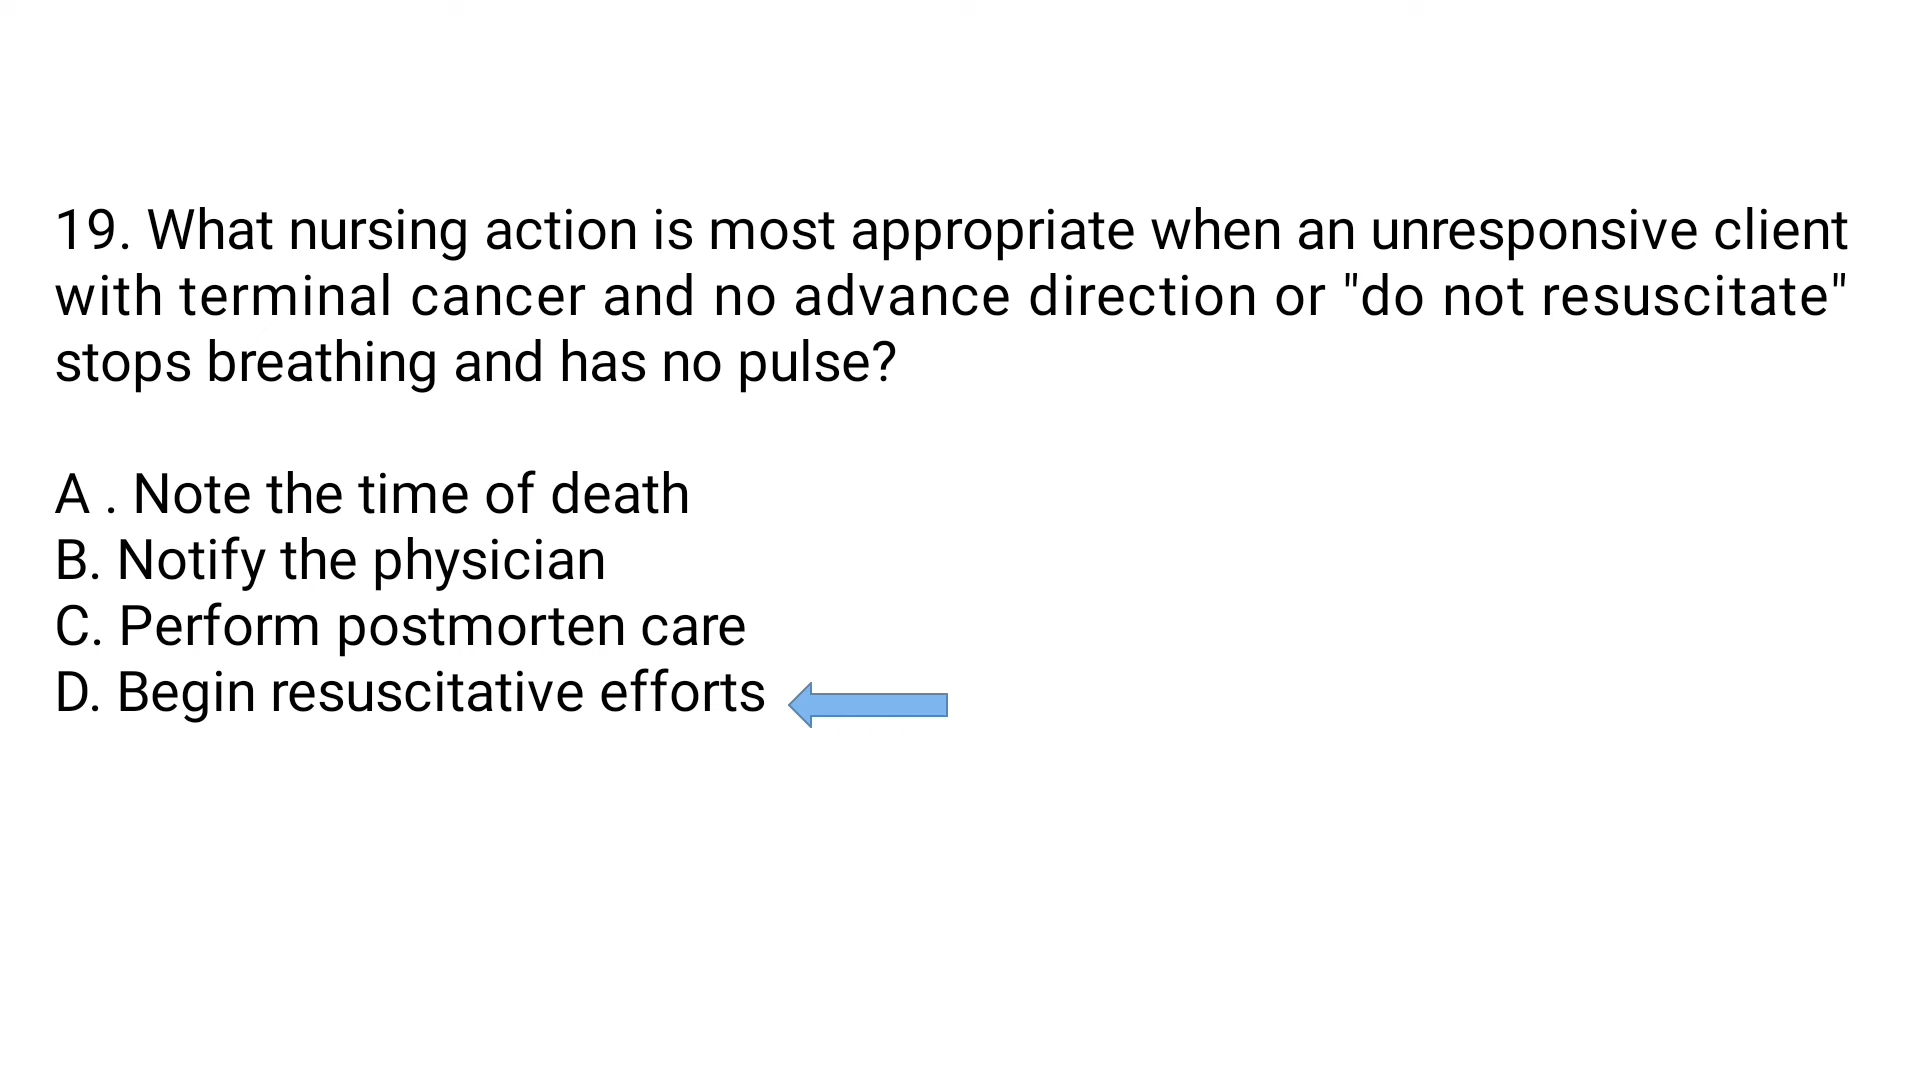 19. What nursing action is most appropriate when an unresponsive client
with terminal cancer and no advance direction or "do not resuscitate"
stops breathing and has no pulse?
A . Note the time of death
B. Notify the physician
C. Perform postmorten care
D. Begin resuscitative efforts